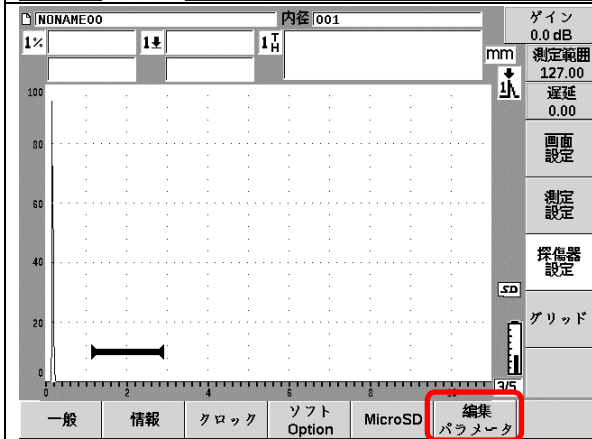 NONAME00
内径 001
ゲイン
0.0 dB
1%
1
1
T
H
mm
測定範囲
127.00
1
遅延
0.00
画面
設定
測定
設定
探傷器
設定
グリッド
100
80
60
40
20
0
SD
3/5
0 2 4 6 8 10
一般
情報
クロック
ソフト
Option
MicroSD
編集
パラメータ